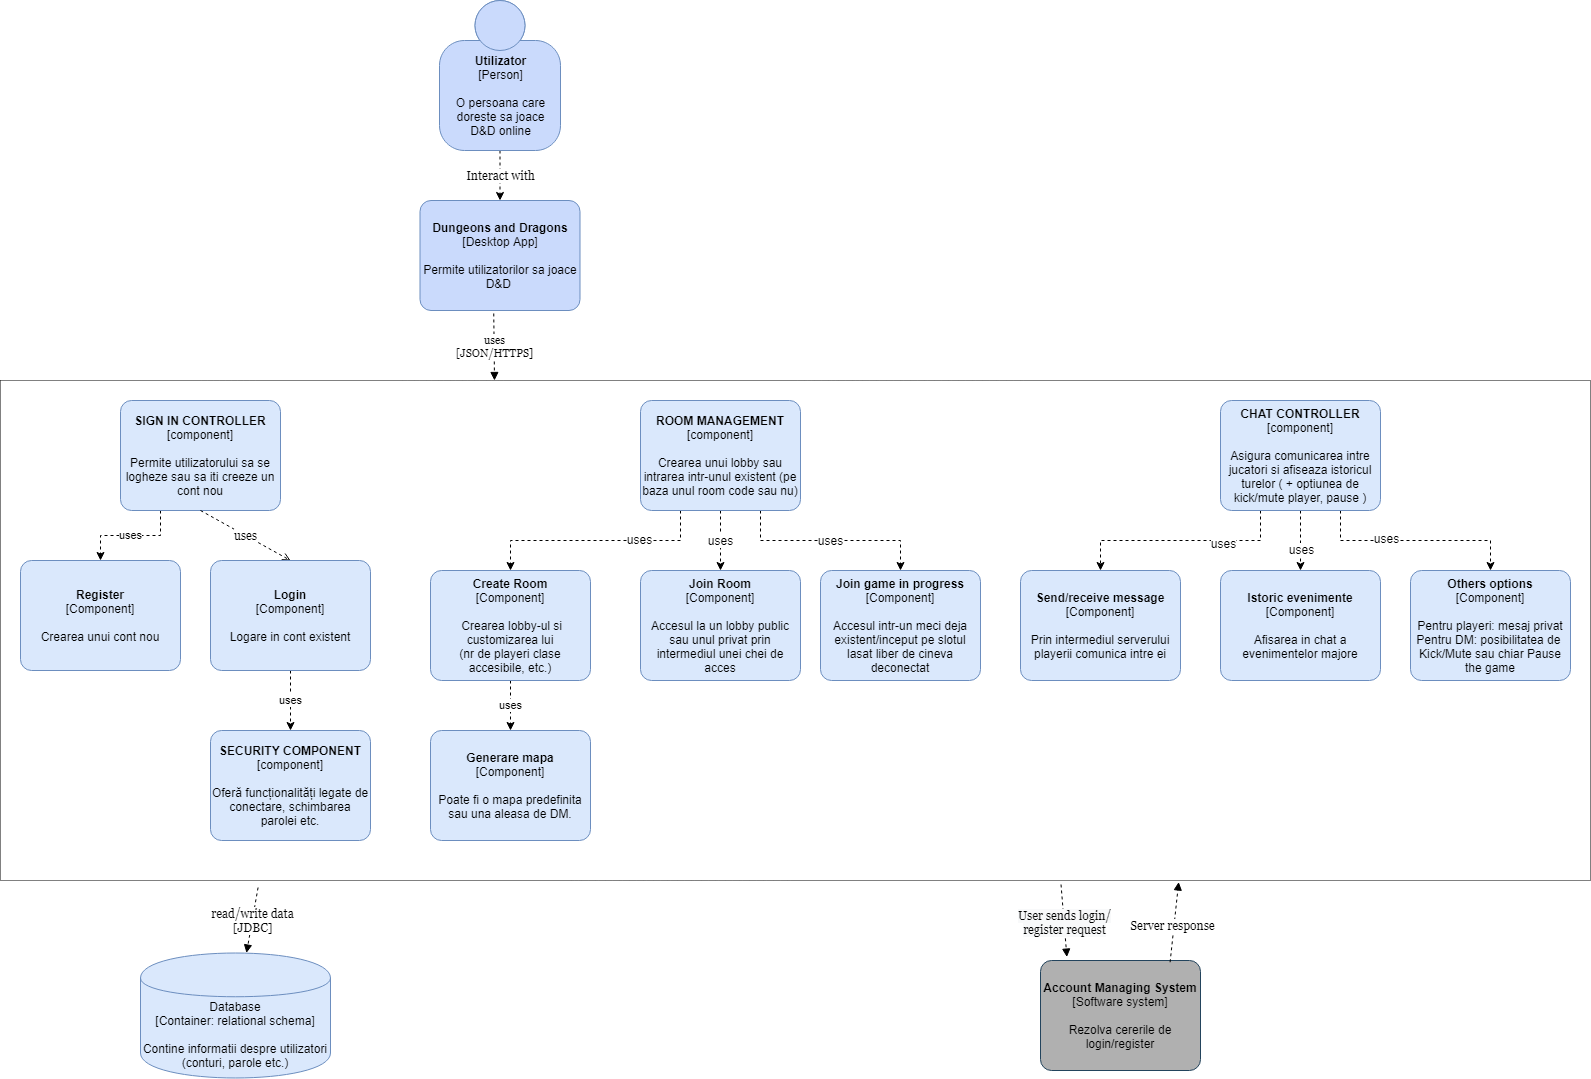 Utilizator
[Person]
O persoana care
doreste sa joace
D&D online
Interact with
Dungeons and Dragons
[Desktop App]
Permite utilizatorilor sa joace
D&D
uses
[JSON/HTTPS]
SIGN IN CONTROLLER
[component]
Permite utilizatorului sa se
logheze sau sa iti creeze un
cont nou
ROOM MANAGEMENT
[component]
Crearea unui lobby sau
intrarea intr-unul existent (pe
baza unul room code sau nu)
CHAT CONTROLLER
[component]
Asigura comunicarea intre
jucatori si afiseaza istoricul
turelor ( + optiunea de
kick/mute player, pause )
uses
uses
uses
uses
uses
uses
uses
uses
Register
[Component]
Crearea unui cont nou
Login
[Component]
Logare in cont existent
Create Room
[Component]
Crearea lobby-ul si
customizarea lui
(nr de playeri clase
accesibile, etc.)
Join Room
[Component]
Accesul la un lobby public
sau unul privat prin
intermediul unei chei de
acces
Join game in progress
[Component]
Accesul intr-un meci deja
existent/inceput pe slotul
lasat liber de cineva
deconectat
Send/receive message
[Component]
Prin intermediul serverului
playerii comunica intre ei
Istoric evenimente
[Component]
Afisarea in chat a
evenimentelor majore
Others options
[Component]
Pentru playeri: mesaj privat
Pentru DM: posibilitatea de
Kick/Mute sau chiar Pause
the game
uses
uses
SECURITY COMPONENT
[component]
Oferă funcționalități legate de
conectare, schimbarea
parolei etc.
Generare mapa
[Component]
Poate fi o mapa predefinita
sau una aleasa de DM.
read/write data
[JDBC]
User sends login/
register request
Server response
Database
[Container: relational schema]
Contine informatii despre utilizatori
(conturi, parole etc.)
Account Managing System
[Software system]
Rezolva cererile de
login/register